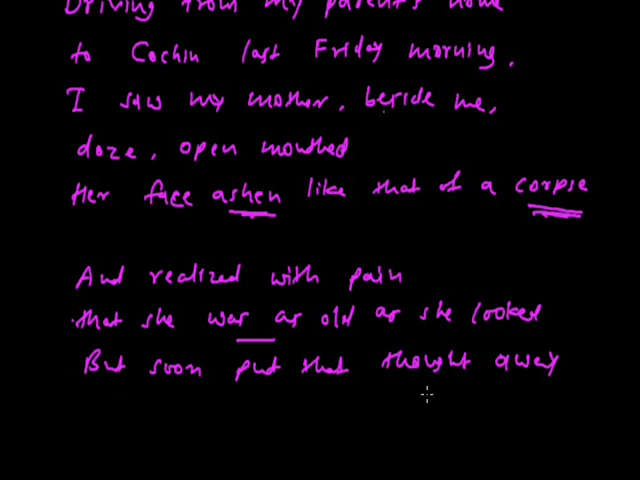 Driving from my parent's home
to Cochin last Friday morning,
I saw my mother, beside me,
doze, open mouthed
Her face ashen like that of a corpse
And realized with pain
that she was as old as she looked
But soon put that thought away